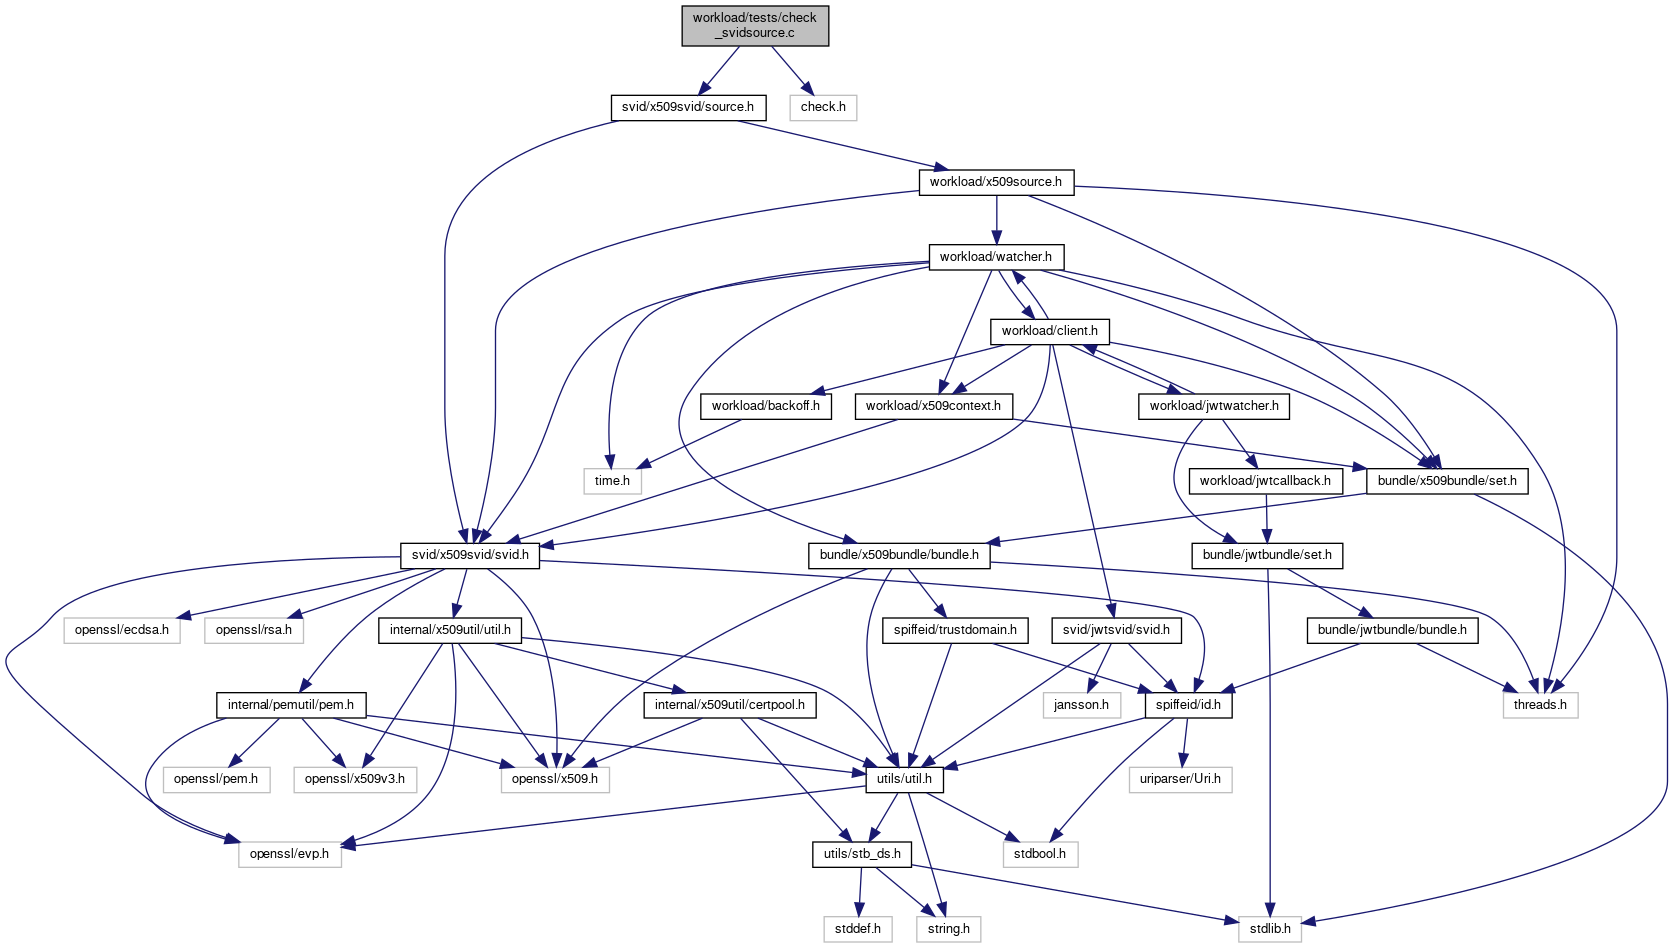 workload/tests/check
_svidsource.c
svid/x509svid/source.h
check.h
workload/x509source.h
workload/watcher.h
workload/client.h
workload/backoff.h
workload/x509context.h
workload/jwtwatcher.h
time.h
workload/jwtcallback.h
bundle/x509bundle/set.h
svid/x509svid/svid.h
bundle/x509bundle/bundle.h
bundle/jwtbundle/set.h
openssl/ecdsa.h
openssl/rsa.h
internal/x509util/util.h
spiffeid/trustdomain.h
svid/jwtsvid/svid.h
bundle/jwtbundle/bundle.h
internal/pemutil/pem.h
internal/x509util/certpool.h
jansson.h
spiffeid/id.h
threads.h
openssl/pem.h
openssl/x509v3.h
openssl/x509.h
utils/util.h
uriparser/Uri.h
openssl/evp.h
utils/stb_ds.h
stdbool.h
stddef.h
string.h
stdlib.h